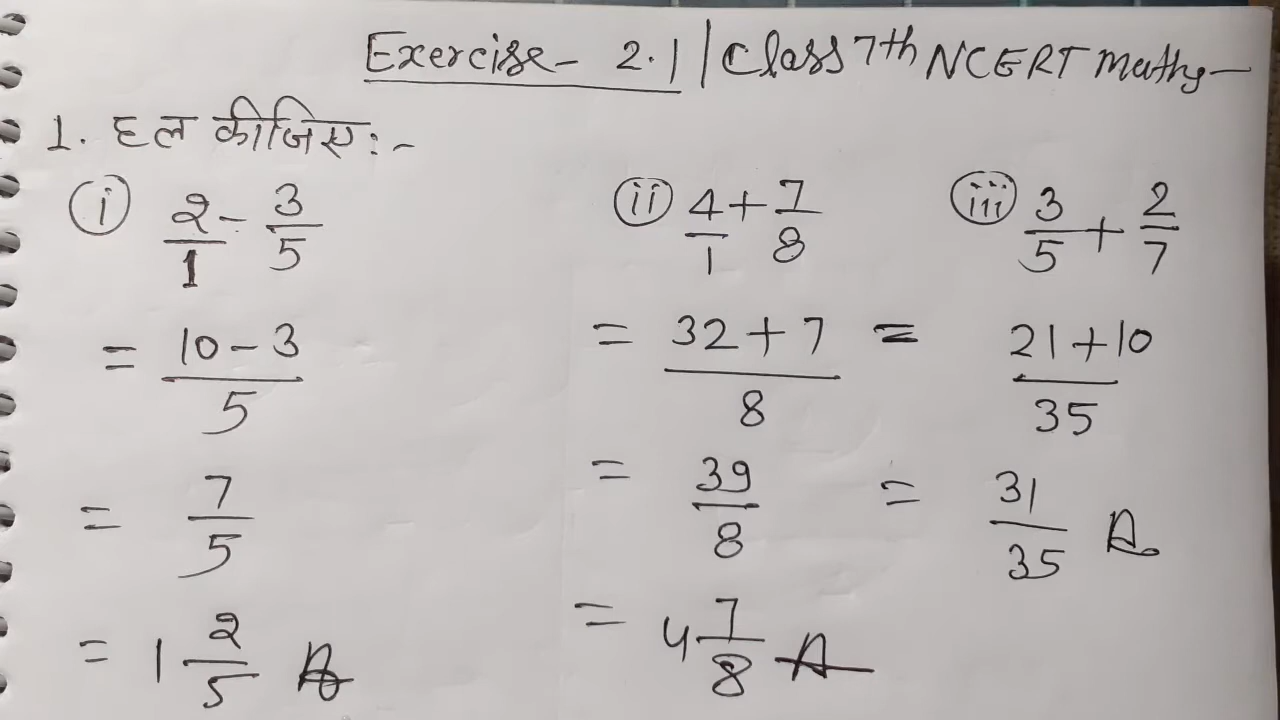 Exercise - 2.1 | Class 7th NCERT Maths -
1. हल कीजिए :-
(i) 2/1 - 3/5 (ii) 4/1 + 7/8 (iii) 3/5 + 2/7
= (10 - 3)/5 = (32 + 7)/8 = (21 + 10)/35
= 7/5 = 39/8 = 31/35 A
= 1 2/5 A = 4 7/8 A